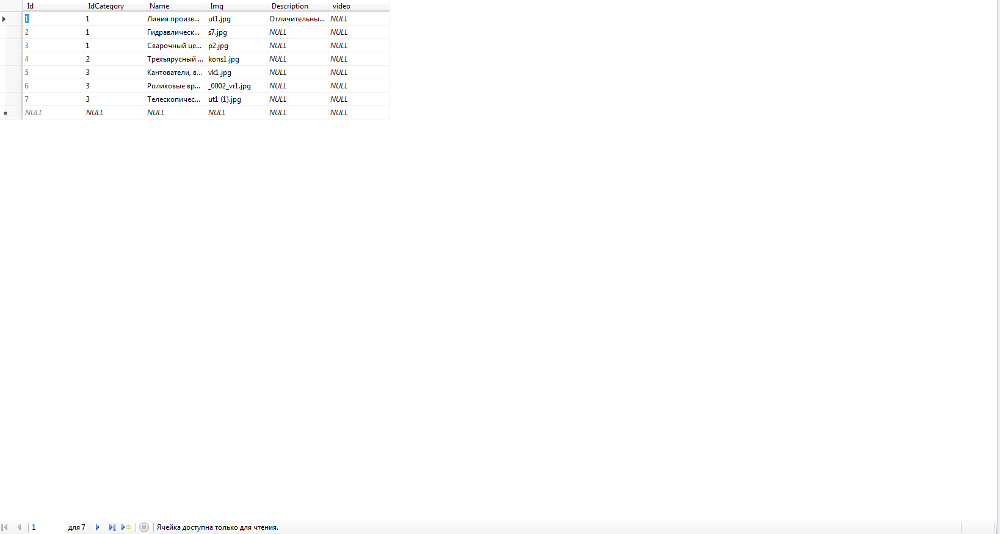 Id IdCategory Name Img Description video
1 1 Линия произв... ut1.jpg Отличительны... NULL
2 1 Гидравлическ... s7.jpg NULL NULL
3 1 Сварочный це... p2.jpg NULL NULL
4 2 Трехъярусный ... kons1.jpg NULL NULL
5 3 Кантователи, в... vk1.jpg NULL NULL
6 3 Роликовые вр... _0002_vr1.jpg NULL NULL
7 3 Телескопичес... ut1 (1).jpg NULL NULL
NULL NULL NULL NULL NULL NULL
1 для 7 Ячейка доступна только для чтения.